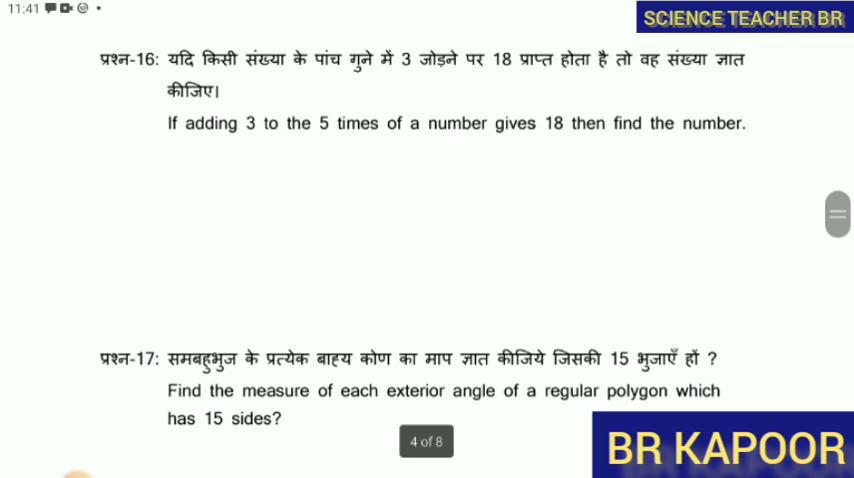 11:41
SCIENCE TEACHER BR
प्रश्न-16: यदि किसी संख्या के पांच गुने में 3 जोड़ने पर 18 प्राप्त होता है तो वह संख्या ज्ञात
कीजिए।
If adding 3 to the 5 times of a number gives 18 then find the number.
प्रश्न-17: समबहुभुज के प्रत्येक बाह्य कोण का माप ज्ञात कीजिये जिसकी 15 भुजाएँ हों ?
Find the measure of each exterior angle of a regular polygon which
has 15 sides?
4 of 8
BR KAPOOR